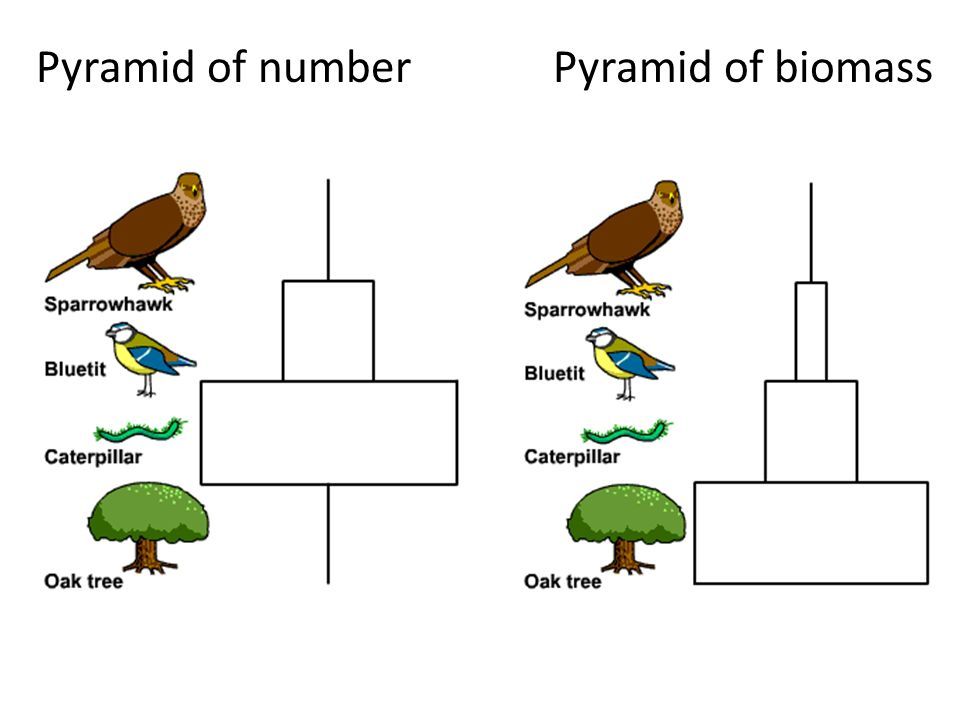 Pyramid of number
Sparrowhawk
Bluetit
Caterpillar
Oak tree
Pyramid of biomass
Sparrowhawk
Bluetit
Caterpillar
Oak tree